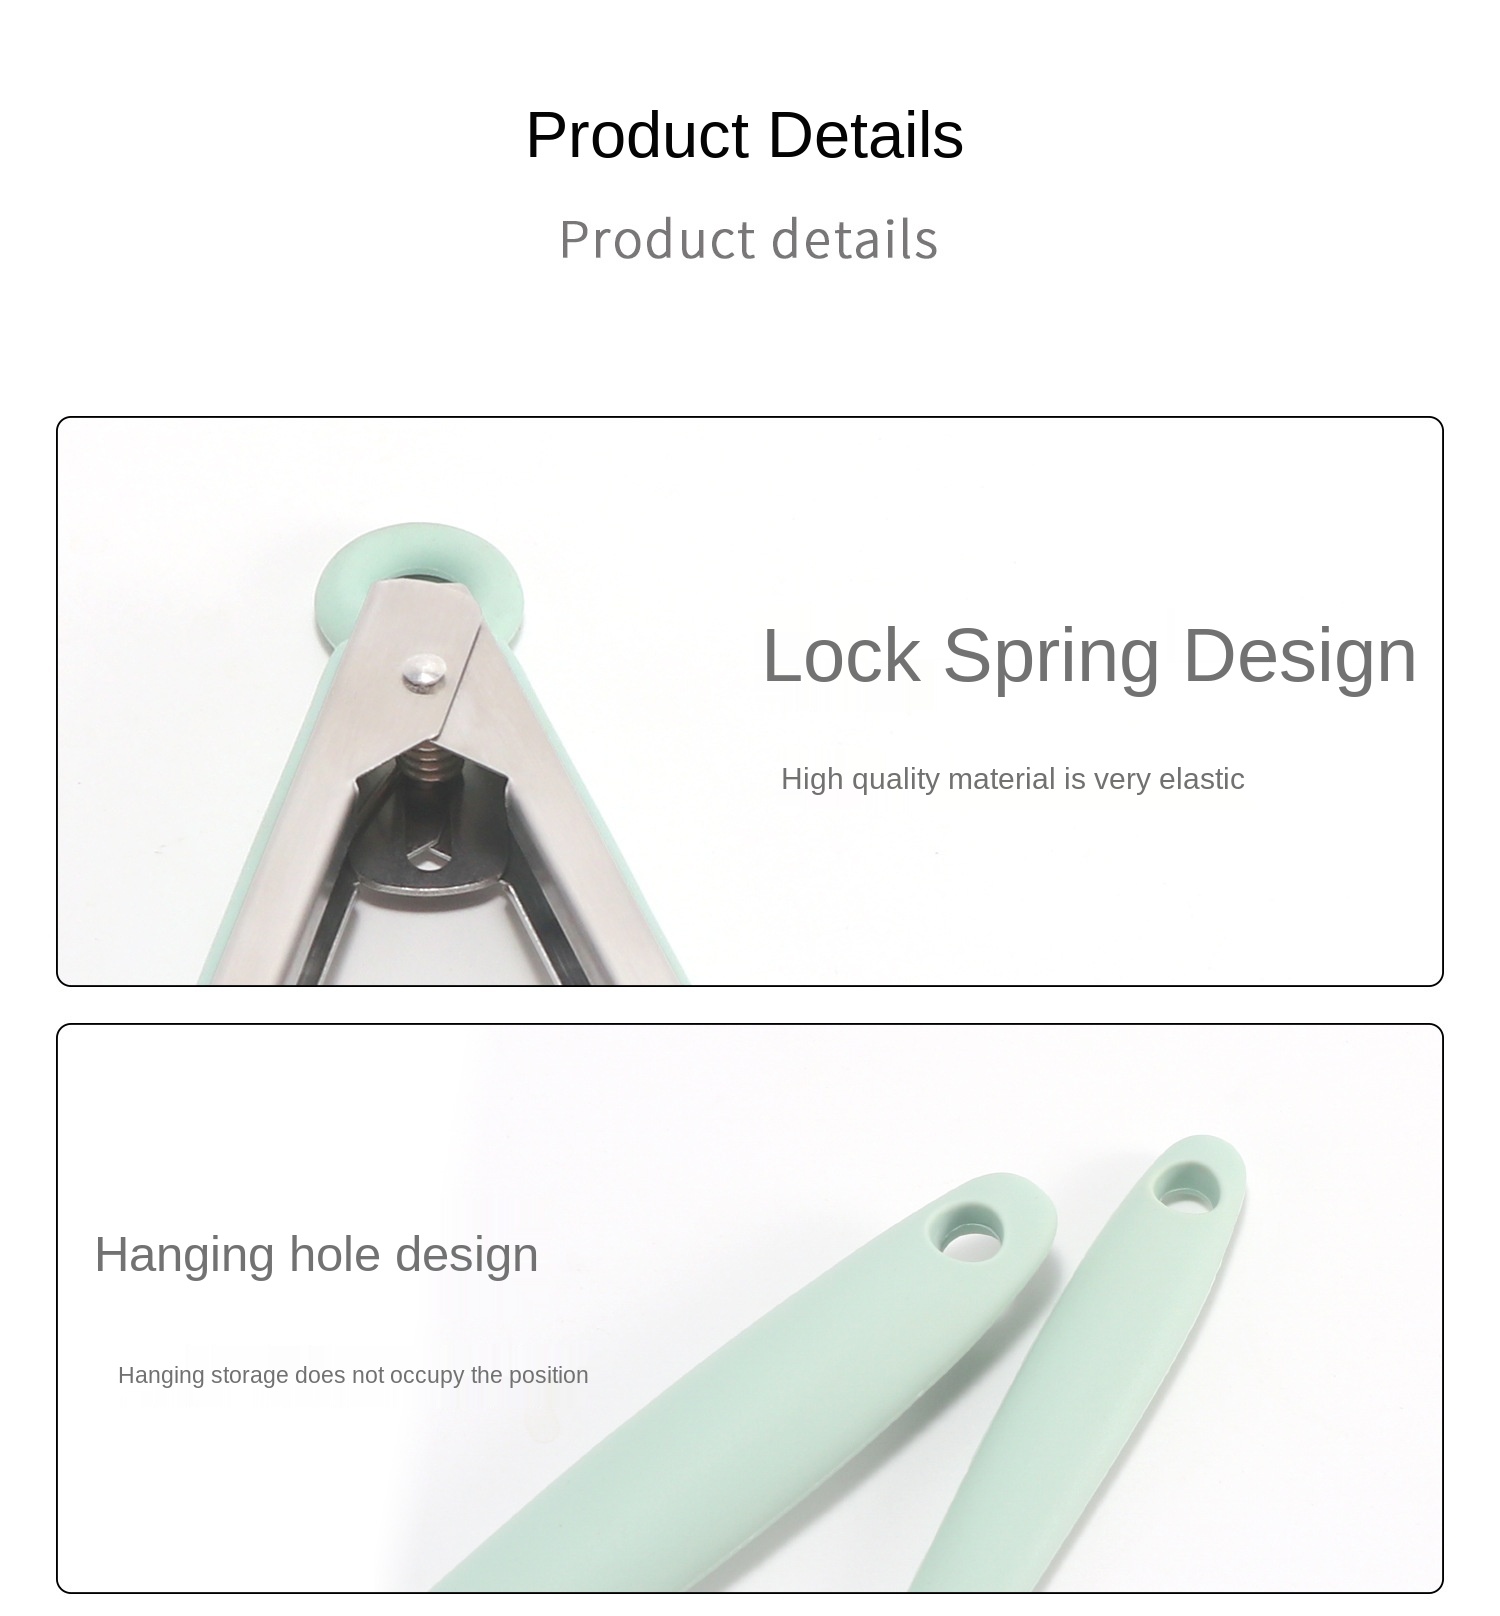 Product Details
Product details
Lock Spring Design
High quality material is very elastic
Hanging hole design
Hanging storage does not occupy the position